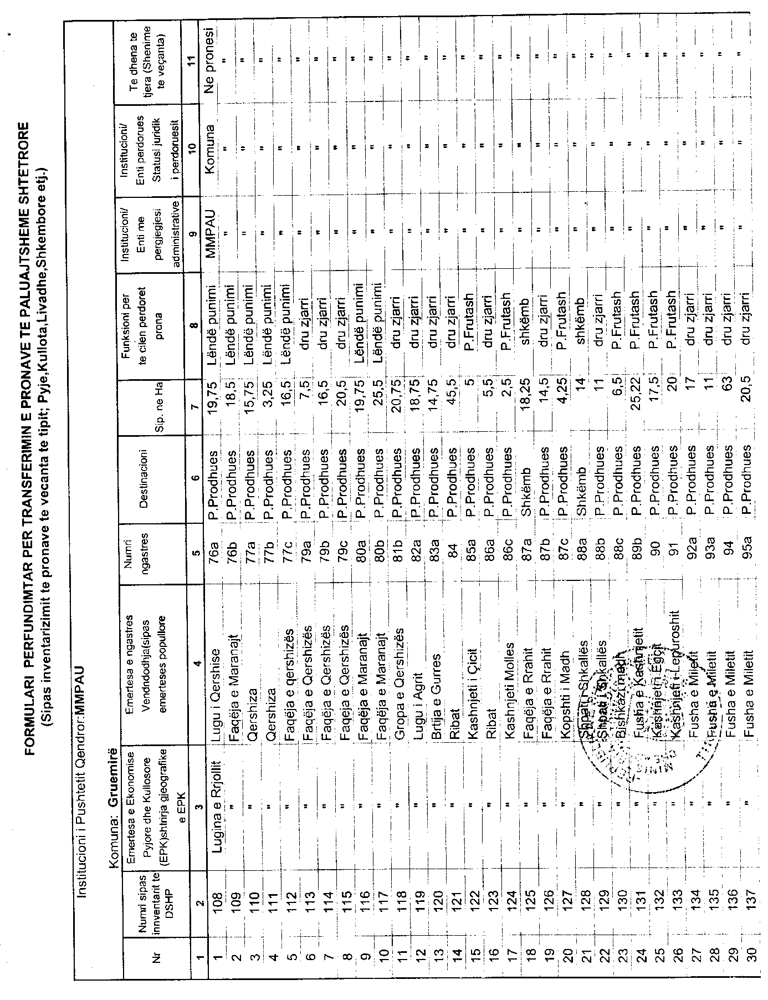 FORMULARI PERFUNDIMTAR PER TRANSFERIMIN E PRONAVE TE PALUAJTSHEME SHTETRORE
(Sipas inventarizimit te pronave te vecanta te tipit; Pyje,Kullota,Livadhe,Shkembore etj.)
Institucioni i Pushtetit Qendror:MMPAU
Komuna: Gruemirë
Nr | Numri sipas innventarit te DSHP | Emertesa e Ekonomise Pyjore dhe Kullosore (EPK)shtrirja gjeografike e EPK | Emertesa e ngastres Vendndodhja(sipas emerteses popullore | Numri ngastres | Destinacioni | Sip. ne Ha | Funksioni per te cilen perdoret prona | Institucioni/ Enti me pergjegjesi administrative | Institucioni/ Enti perdorues Statusi juridik i perdoruesit | Te dhena te tjera (Shenime te veçanta)
1 | 2 | 3 | 4 | 5 | 6 | 7 | 8 | 9 | 10 | 11
1 | 108 | Lugina e Rrjollit | Lugu i Qershise | 76a | P.Prodhues | 19,75 | Lëndë punimi | MMPAU | Komuna | Ne pronesi
2 | 109 | " | Faqëja e Maranajt | 76b | P.Prodhues | 18,5 | Lëndë punimi | " | " | "
3 | 110 | " | Qershiza | 77a | P.Prodhues | 15,75 | Lëndë punimi | " | " | "
4 | 111 | " | Qershiza | 77b | P.Prodhues | 3,25 | Lëndë punimi | " | " | "
5 | 112 | " | Faqëja e qershizës | 77c | P.Prodhues | 16,5 | Lëndë punimi | " | " | "
6 | 113 | " | Faqëja e Qershizës | 79a | P.Prodhues | 7,5 | dru zjarri | " | " | "
7 | 114 | " | Faqëja e Qershizës | 79b | P.Prodhues | 16,5 | dru zjarri | " | " | "
8 | 115 | " | Faqëja e Qershizës | 79c | P.Prodhues | 20,5 | dru zjarri | " | " | "
9 | 116 | " | Faqëja e Maranajt | 80a | P.Prodhues | 19,75 | Lëndë punimi | " | " | "
10 | 117 | " | Faqëja e Maranajt | 80b | P.Prodhues | 25,5 | Lëndë punimi | " | " | "
11 | 118 | " | Gropa e Qershizës | 81b | P.Prodhues | 20,75 | dru zjarri | " | " | "
12 | 119 | " | Lugu i Agrit | 82a | P.Prodhues | 18,75 | dru zjarri | " | " | "
13 | 120 | " | Brtija e Gurres | 83a | P.Prodhues | 14,75 | dru zjarri | " | " | "
14 | 121 | " | Ribat | 84 | P.Prodhues | 45,5 | dru zjarri | " | " | "
15 | 122 | " | Kashnjeti i Çicit | 85a | P.Prodhues | 5 | P.Frutash | " | " | "
16 | 123 | " | Ribat | 86a | P.Prodhues | 5,5 | dru zjarri | " | " | "
17 | 124 | " | Kashnjeti Molles | 86c | P.Prodhues | 2,5 | P.Frutash | " | " | "
18 | 125 | " | Faqëja e Rrahit | 87a | Shkëmb | 18,25 | shkëmb | " | " | "
19 | 126 | " | Faqëja e Rrahit | 87b | P.Prodhues | 14,5 | dru zjarri | " | " | "
20 | 127 | " | Kopshti i Madh | 87c | P.Prodhues | 4,25 | P.Frutash | " | " | "
21 | 128 | " | Shpati i Shkallës | 88a | Shkëmb | 14 | shkëmb | " | " | "
22 | 129 | " | Shpati i Shkallës | 88b | P.Prodhues | 11 | dru zjarri | " | " | "
23 | 130 | " | Bishkazi madh | 88c | P.Prodhues | 6,5 | P.Frutash | " | " | "
24 | 131 | " | Fusha e Kashnjetit | 89b | P.Prodhues | 25,22 | P.Frutash | " | " | "
25 | 132 | " | Kashnjeti Egcit | 90 | P.Prodhues | 17,5 | P.Frutash | " | " | "
26 | 133 | " | Kashnjeti i Lepuroshit | 91 | P.Prodhues | 20 | P.Frutash | " | " | "
27 | 134 | " | Fusha e Miletit | 92a | P.Prodhues | 17 | dru zjarri | " | " | "
28 | 135 | " | Fusha e Miletit | 93a | P.Prodhues | 11 | dru zjarri | " | " | "
29 | 136 | " | Fusha e Miletit | 94 | P.Prodhues | 63 | dru zjarri | " | " | "
30 | 137 | " | Fusha e Miletit | 95a | P.Prodhues | 20,5 | dru zjarri | " | " | "